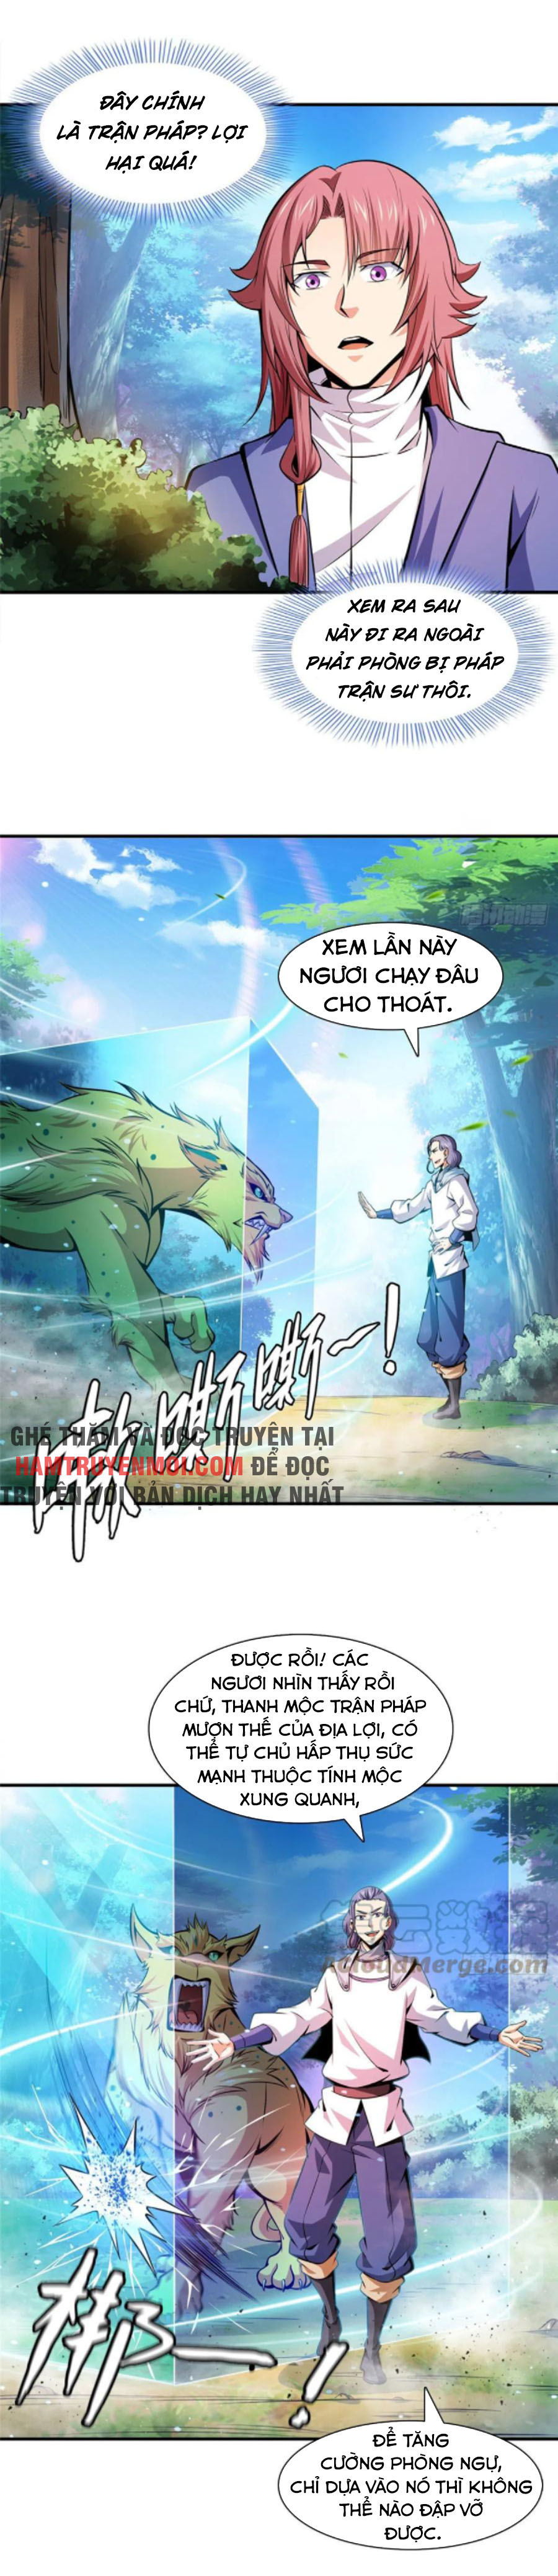 ĐÂY CHÍNH
LÀ TRẬN PHÁP? LỢI
HẠI QUÁ!
XEM RA SAU
NÀY ĐI RA NGOÀI
PHẢI PHÒNG BỊ PHÁP
TRẬN SƯ THÔI.
XEM LẦN NÀY
NGƯƠI CHẠY ĐÂU
CHO THOÁT.
GHÉ THĂM VÀ ĐỌC TRUYỆN TẠI
HAMTRUYENMOI.COM ĐỂ ĐỌC
TRUYỆN VỚI BẢN DỊCH HAY NHẤT
ĐƯỢC RỒI! CÁC
NGƯƠI NHÌN THẤY RỒI
CHỨ, THANH MỘC TRẬN PHÁP
MƯỢN THẾ CỦA ĐỊA LỢI, CÓ
THỂ TỰ CHỦ HẤP THỤ SỨC
MẠNH THUỘC TÍNH MỘC
XUNG QUANH,
ĐỂ TĂNG
CƯỜNG PHÒNG NGỰ,
CHỈ DỰA VÀO NÓ THÌ KHÔNG
THỂ NÀO ĐẬP VỠ
ĐƯỢC.